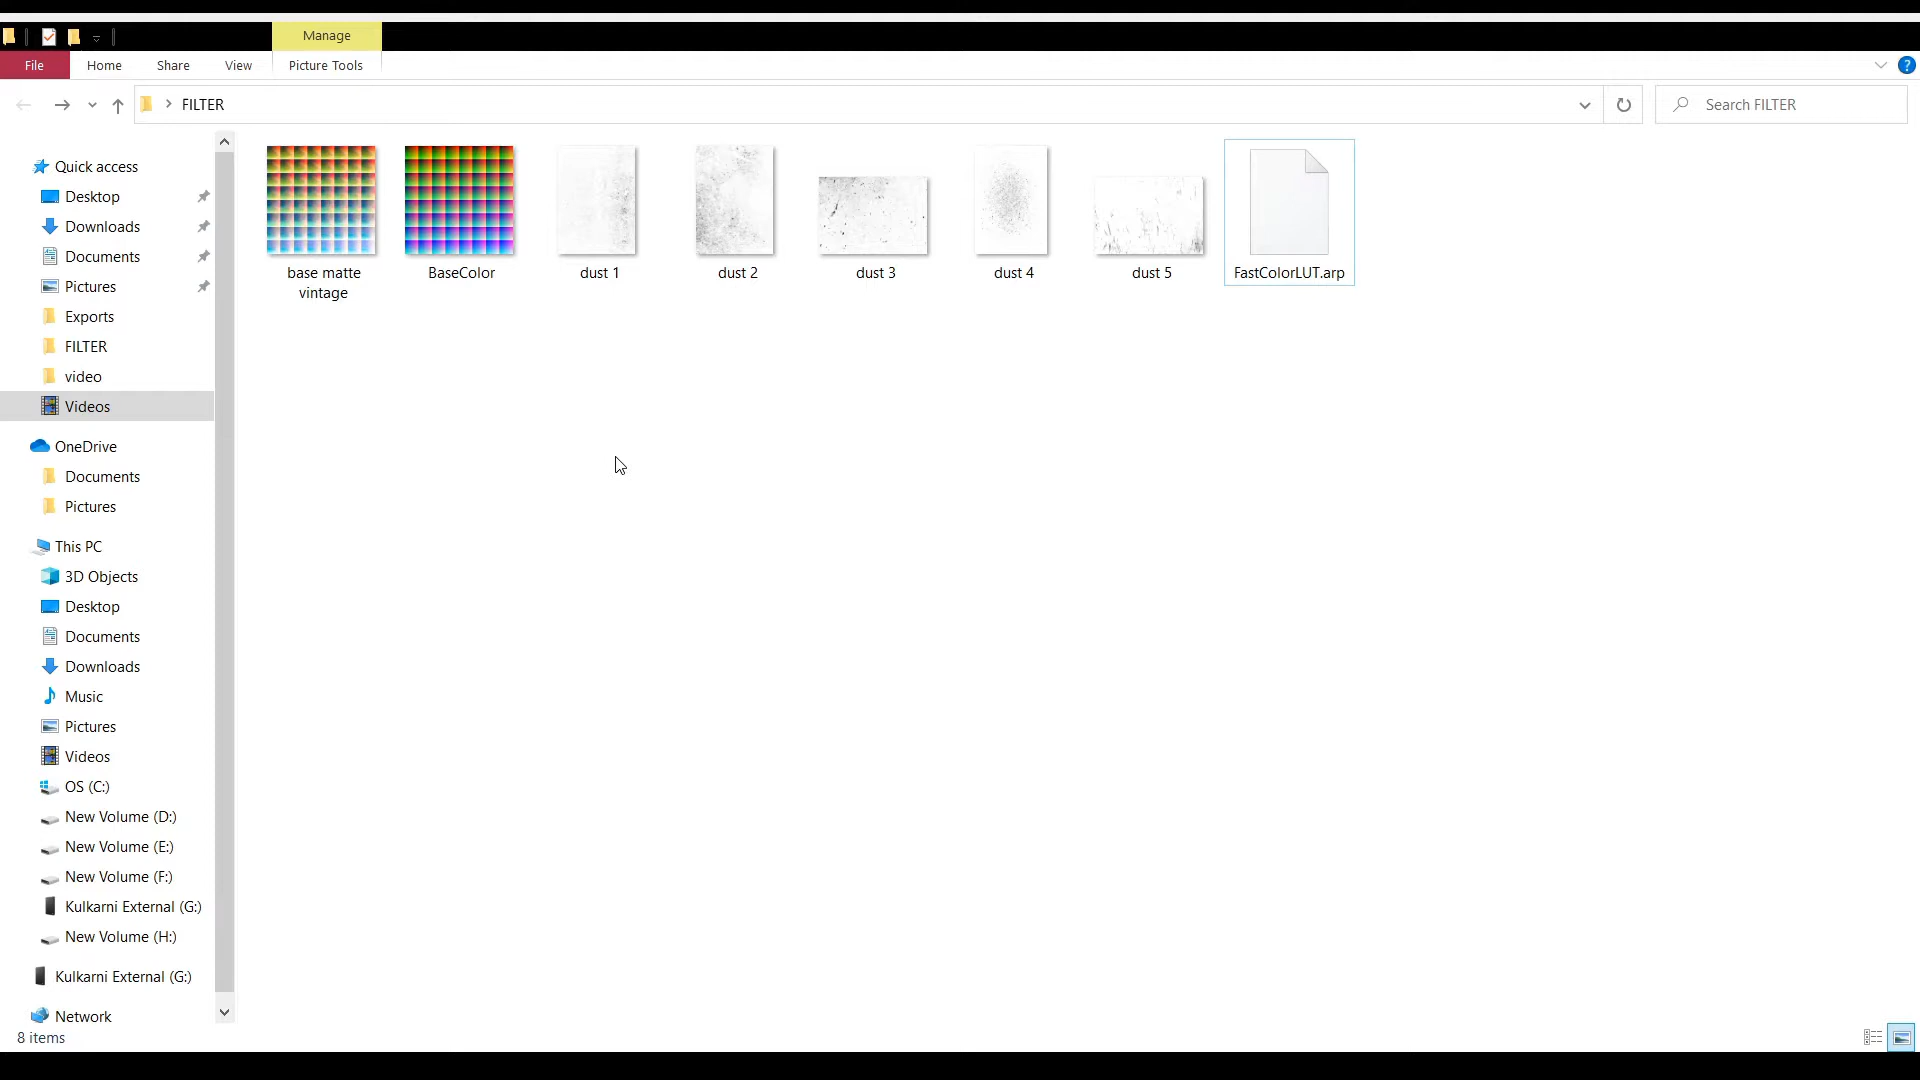 Manage
File
Home
Share
View
Picture Tools
?
FILTER
Search FILTER
Quick access
Desktop
Downloads
Documents
Pictures
Exports
FILTER
video
Videos
OneDrive
Documents
Pictures
This PC
3D Objects
Desktop
Documents
Downloads
Music
Pictures
Videos
OS (C:)
New Volume (D:)
New Volume (E:)
New Volume (F:)
Kulkarni External (G:)
New Volume (H:)
Kulkarni External (G:)
Network
base matte
vintage
BaseColor
dust 1
dust 2
dust 3
dust 4
dust 5
FastColorLUT.arp
8 items